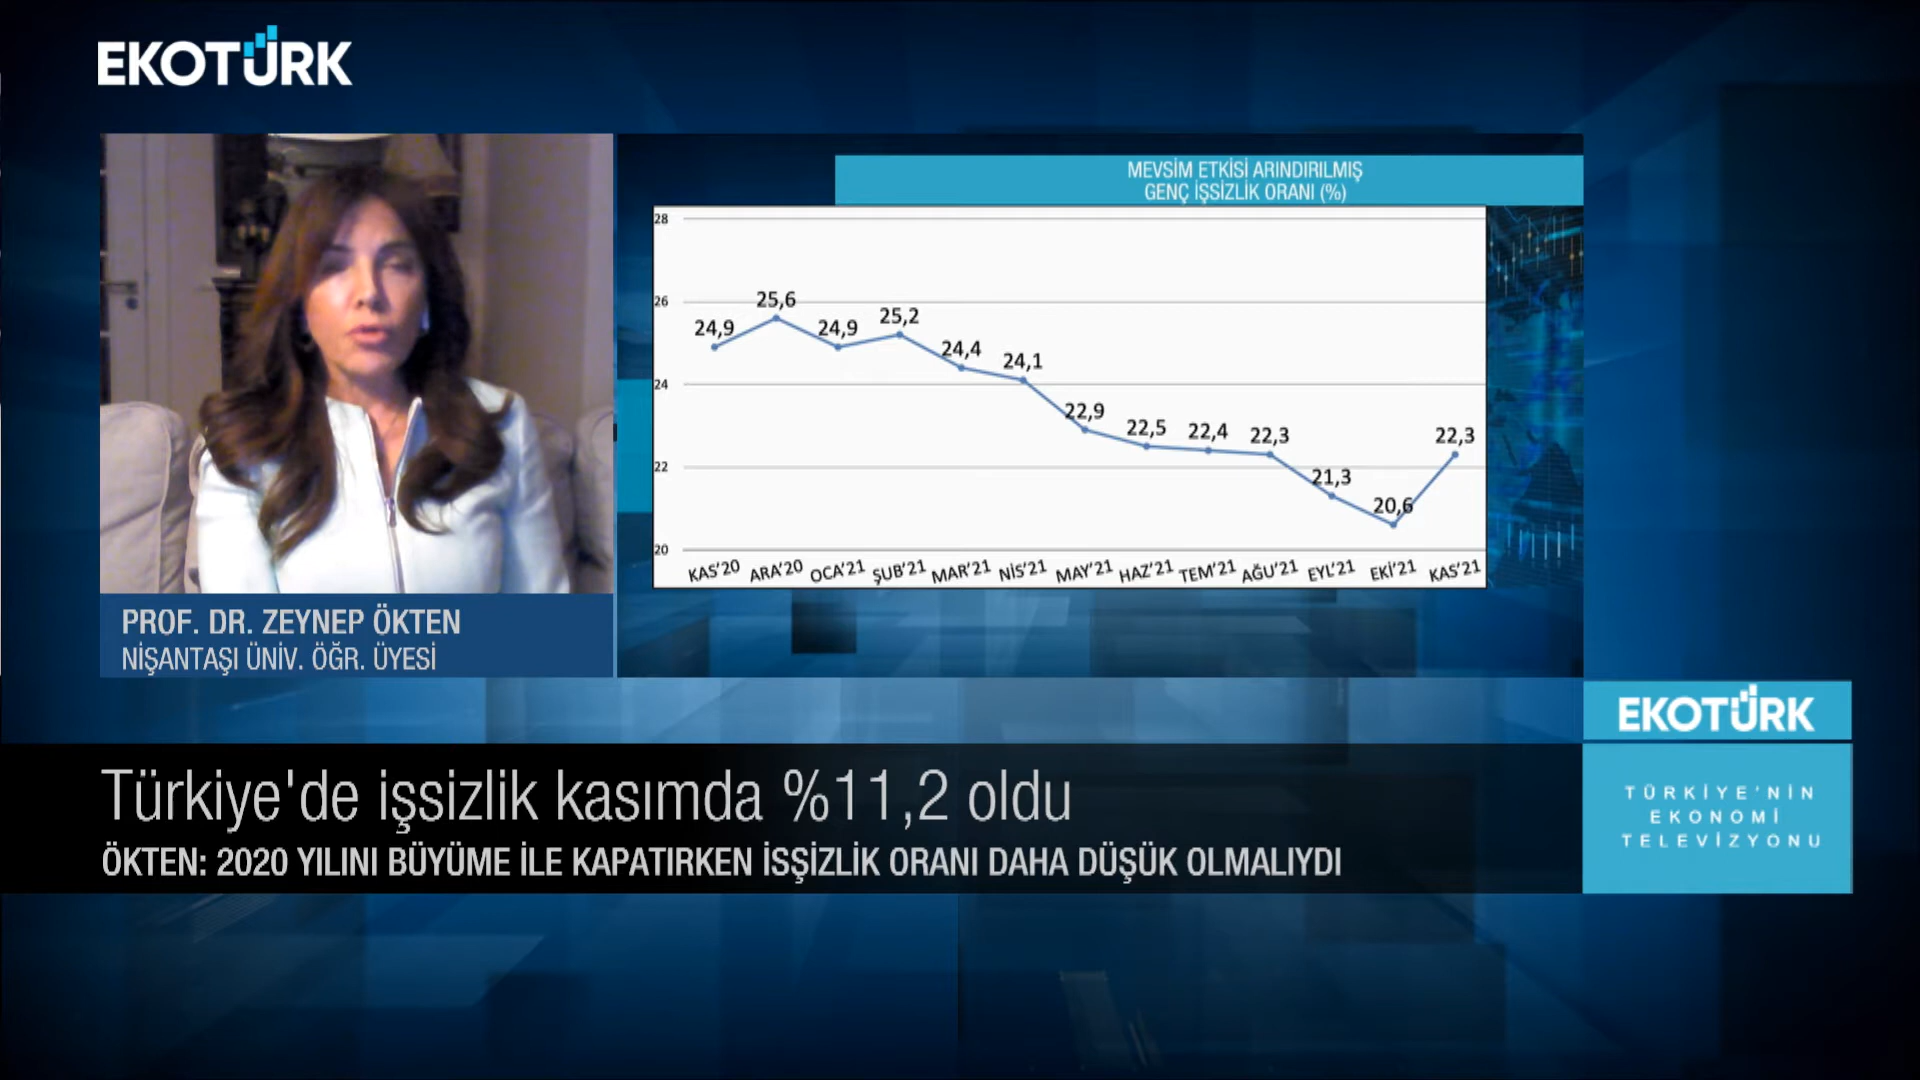 EKOTÜRK
MEVSİM ETKİSİ ARINDIRILMIŞ
GENÇ İŞSİZLİK ORANI (%)
28
26
24
22
20
24,9
25,6
24,9
25,2
24,4
24,1
22,9
22,5
22,4
22,3
21,3
20,6
22,3
KAS'20 ARA'20 OCA'21 ŞUB'21 MAR'21 NİS'21 MAY'21 HAZ'21 TEM'21 AĞU'21 EYL'21 EKİ'21 KAS'21
PROF. DR. ZEYNEP ÖKTEN
NİŞANTAŞI ÜNİV. ÖĞR. ÜYESİ
EKOTÜRK
TÜRKİYE'NİN
EKONOMİ
TELEVİZYONU
Türkiye'de işsizlik kasımda %11,2 oldu
ÖKTEN: 2020 YILINI BÜYÜME İLE KAPATIRKEN İSŞİZLİK ORANI DAHA DÜŞÜK OLMALIYDI